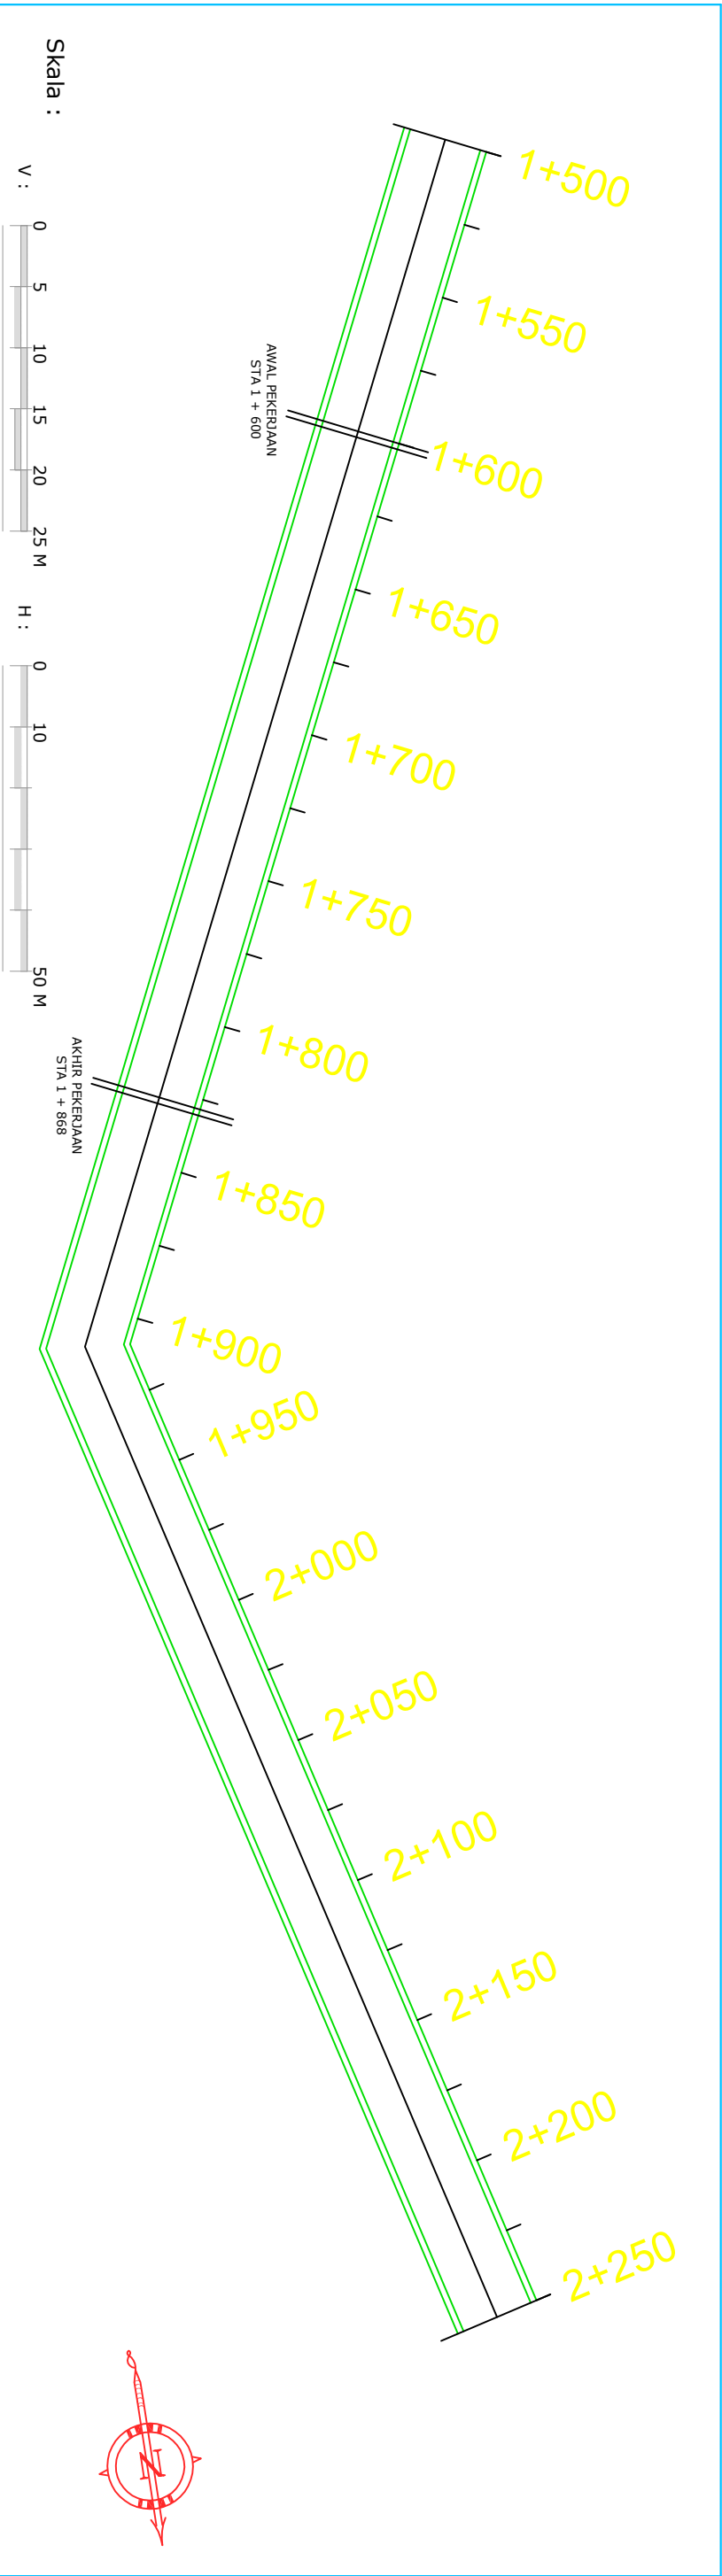 1+500
1+550
1+600
1+650
1+700
1+750
1+800
1+850
1+900
1+950
2+000
2+050
2+100
2+150
2+200
2+250
AWAL PEKERJAAN
STA 1 + 600
AKHIR PEKERJAAN
STA 1 + 868
Skala :
V :
0 5 10 15 20 25 M
H :
0 10 50 M
N